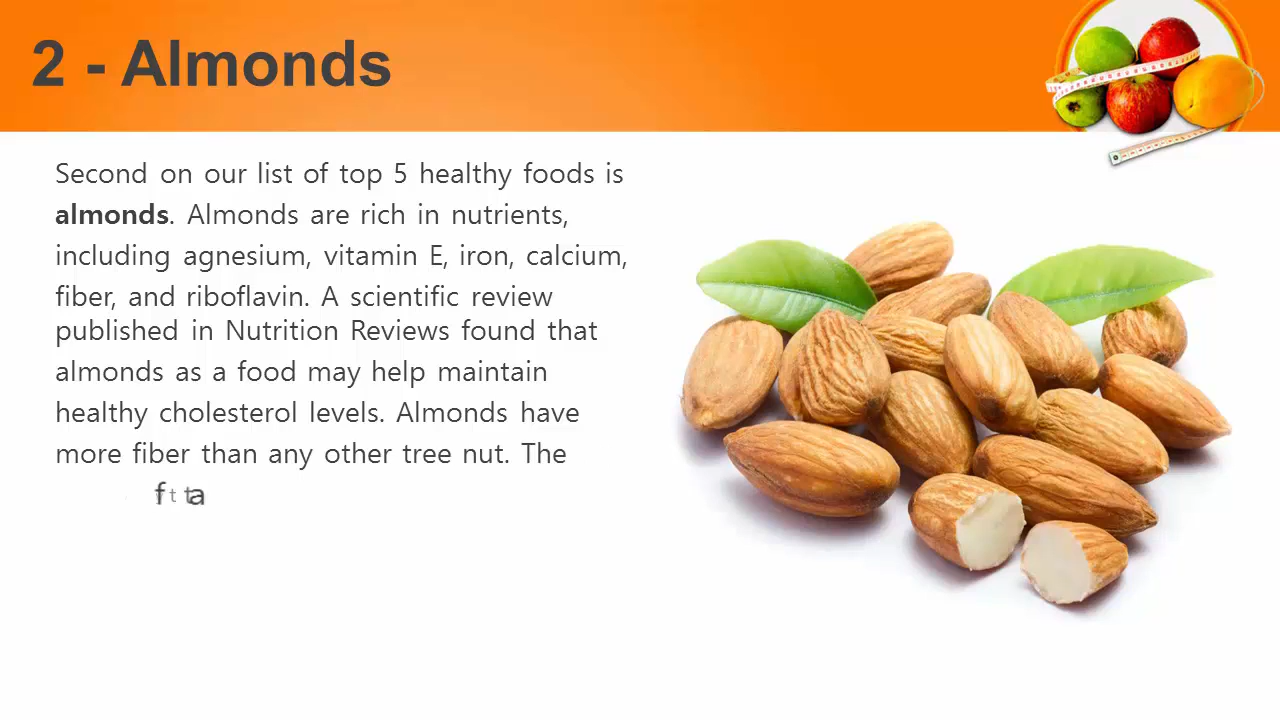 2 - Almonds
Second on our list of top 5 healthy foods is
almonds. Almonds are rich in nutrients,
including agnesium, vitamin E, iron, calcium,
fiber, and riboflavin. A scientific review
published in Nutrition Reviews found that
almonds as a food may help maintain
healthy cholesterol levels. Almonds have
more fiber than any other tree nut. The